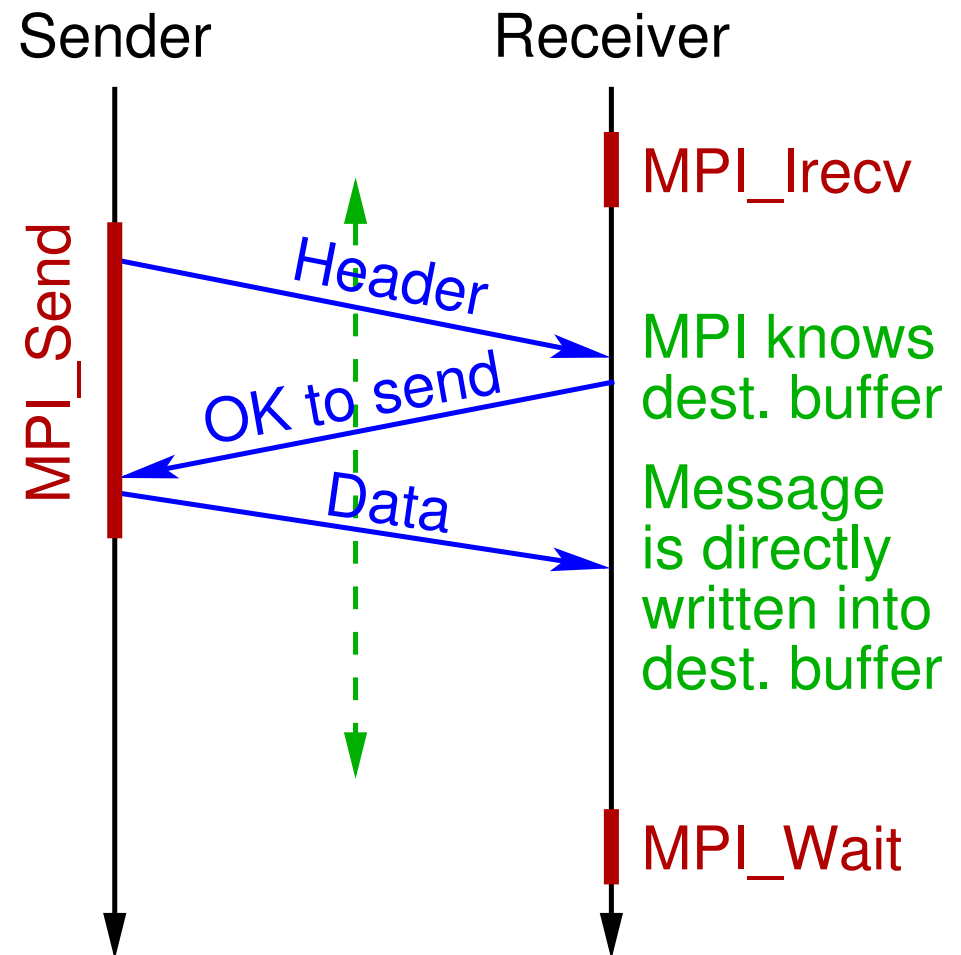 Sender
Receiver
MPI_Irecv
MPI_Send
Header
MPI knows
dest. buffer
OK to send
Data
Message
is directly
written into
dest. buffer
MPI_Wait